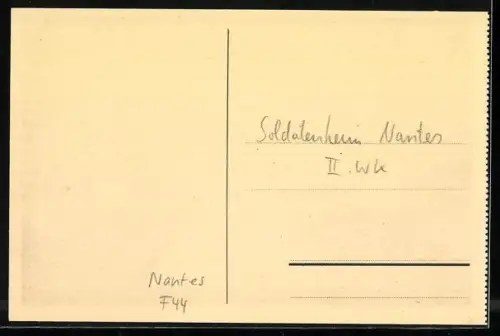 Soldatenheim Nantes
II. WK
Nantes
F44